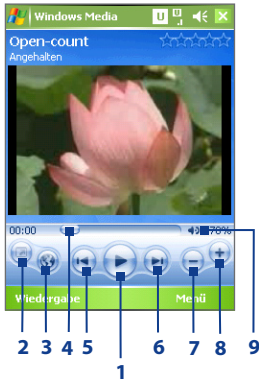 Windows Media
U
Open-count
Angehalten
00:00
70%
Wiedergabe
Menü
2 3 4 5 6 7 8 9
1